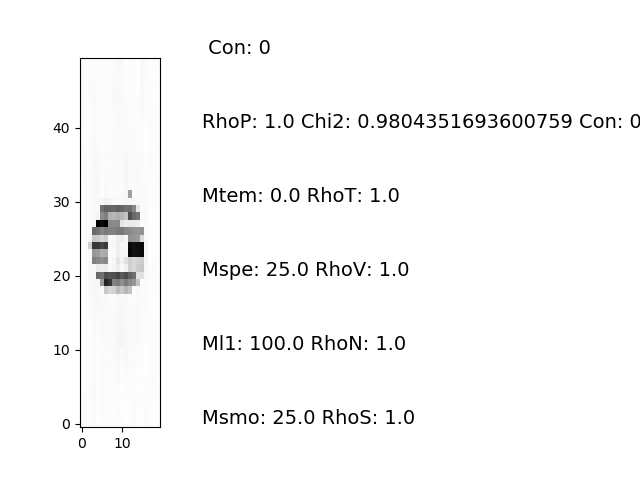 Con: 0
RhoP: 1.0 Chi2: 0.9804351693600759 Con: 0
Mtem: 0.0 RhoT: 1.0
Mspe: 25.0 RhoV: 1.0
Ml1: 100.0 RhoN: 1.0
Msmo: 25.0 RhoS: 1.0
40
30
20
10
0
0 10